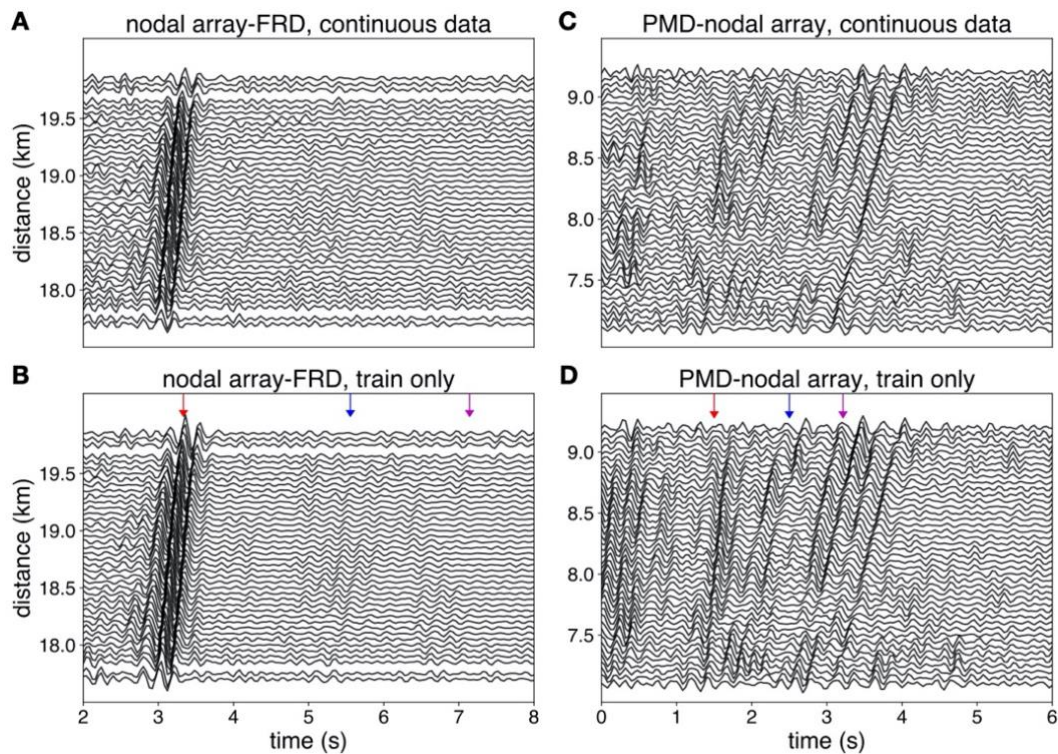 A
nodal array-FRD, continuous data
distance (km)
19.5
19.0
18.5
18.0
C
PMD-nodal array, continuous data
9.0
8.5
8.0
7.5
B
nodal array-FRD, train only
distance (km)
19.5
19.0
18.5
18.0
2 3 4 5 6 7 8
time (s)
D
PMD-nodal array, train only
9.0
8.5
8.0
7.5
0 1 2 3 4 5 6
time (s)